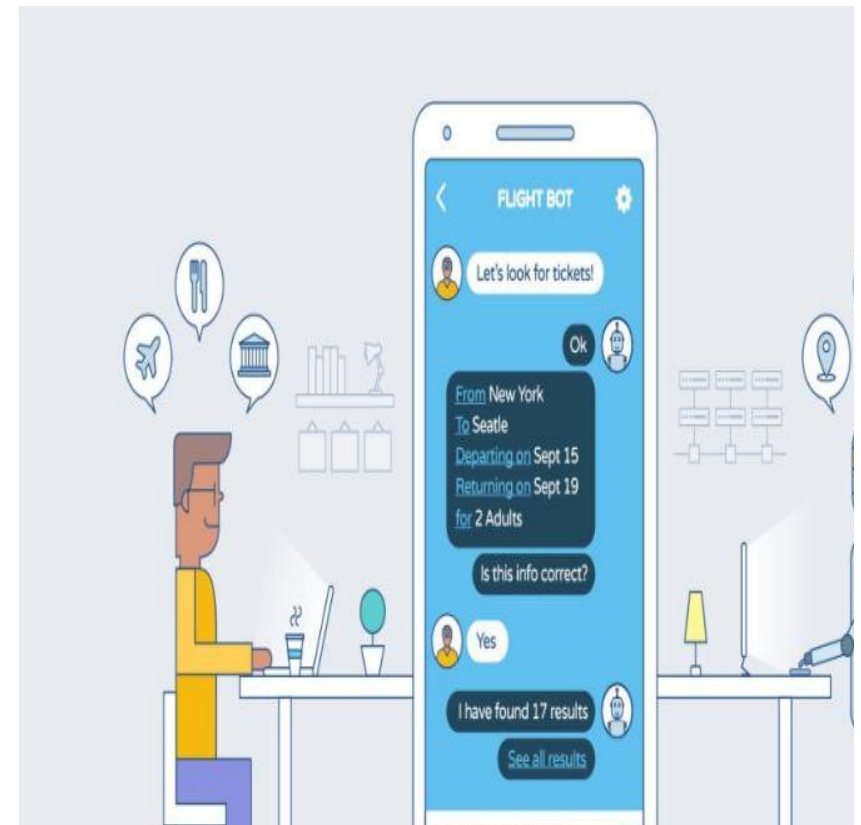 FLIGHT BOT
Let's look for tickets!
Ok
From New York
To Seatle
Departing on Sept 15
Returning on Sept 19
for 2 Adults
Is this info correct?
Yes
I have found 17 results
See all results